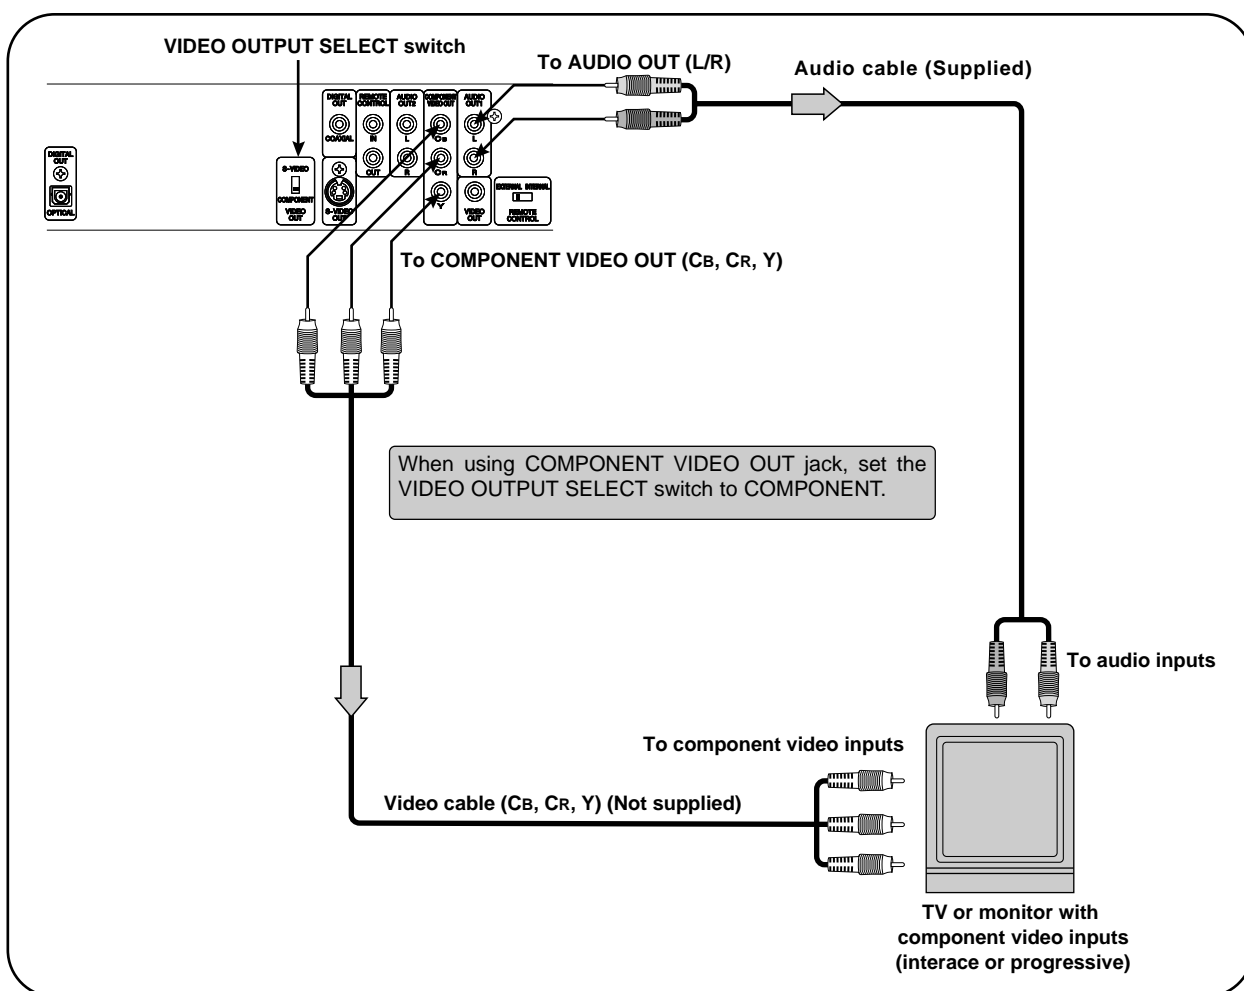 VIDEO OUTPUT SELECT switch
To AUDIO OUT (L/R)
Audio cable (Supplied)
DIGITAL
OUT
COAXIAL
REMOTE
CONTROL
IN
OUT
AUDIO
OUT2
L
R
COMPONENT
VIDEO OUT
CB
CR
Y
AUDIO
OUT1
L
R
DIGITAL
OUT
OPTICAL
S-VIDEO
COMPONENT
VIDEO
OUT
S-VIDEO
OUT
VIDEO
OUT
EXTERNAL INTERNAL
REMOTE
CONTROL
To COMPONENT VIDEO OUT (CB, CR, Y)
When using COMPONENT VIDEO OUT jack, set the
VIDEO OUTPUT SELECT switch to COMPONENT.
To audio inputs
To component video inputs
Video cable (CB, CR, Y) (Not supplied)
TV or monitor with
component video inputs
(interace or progressive)